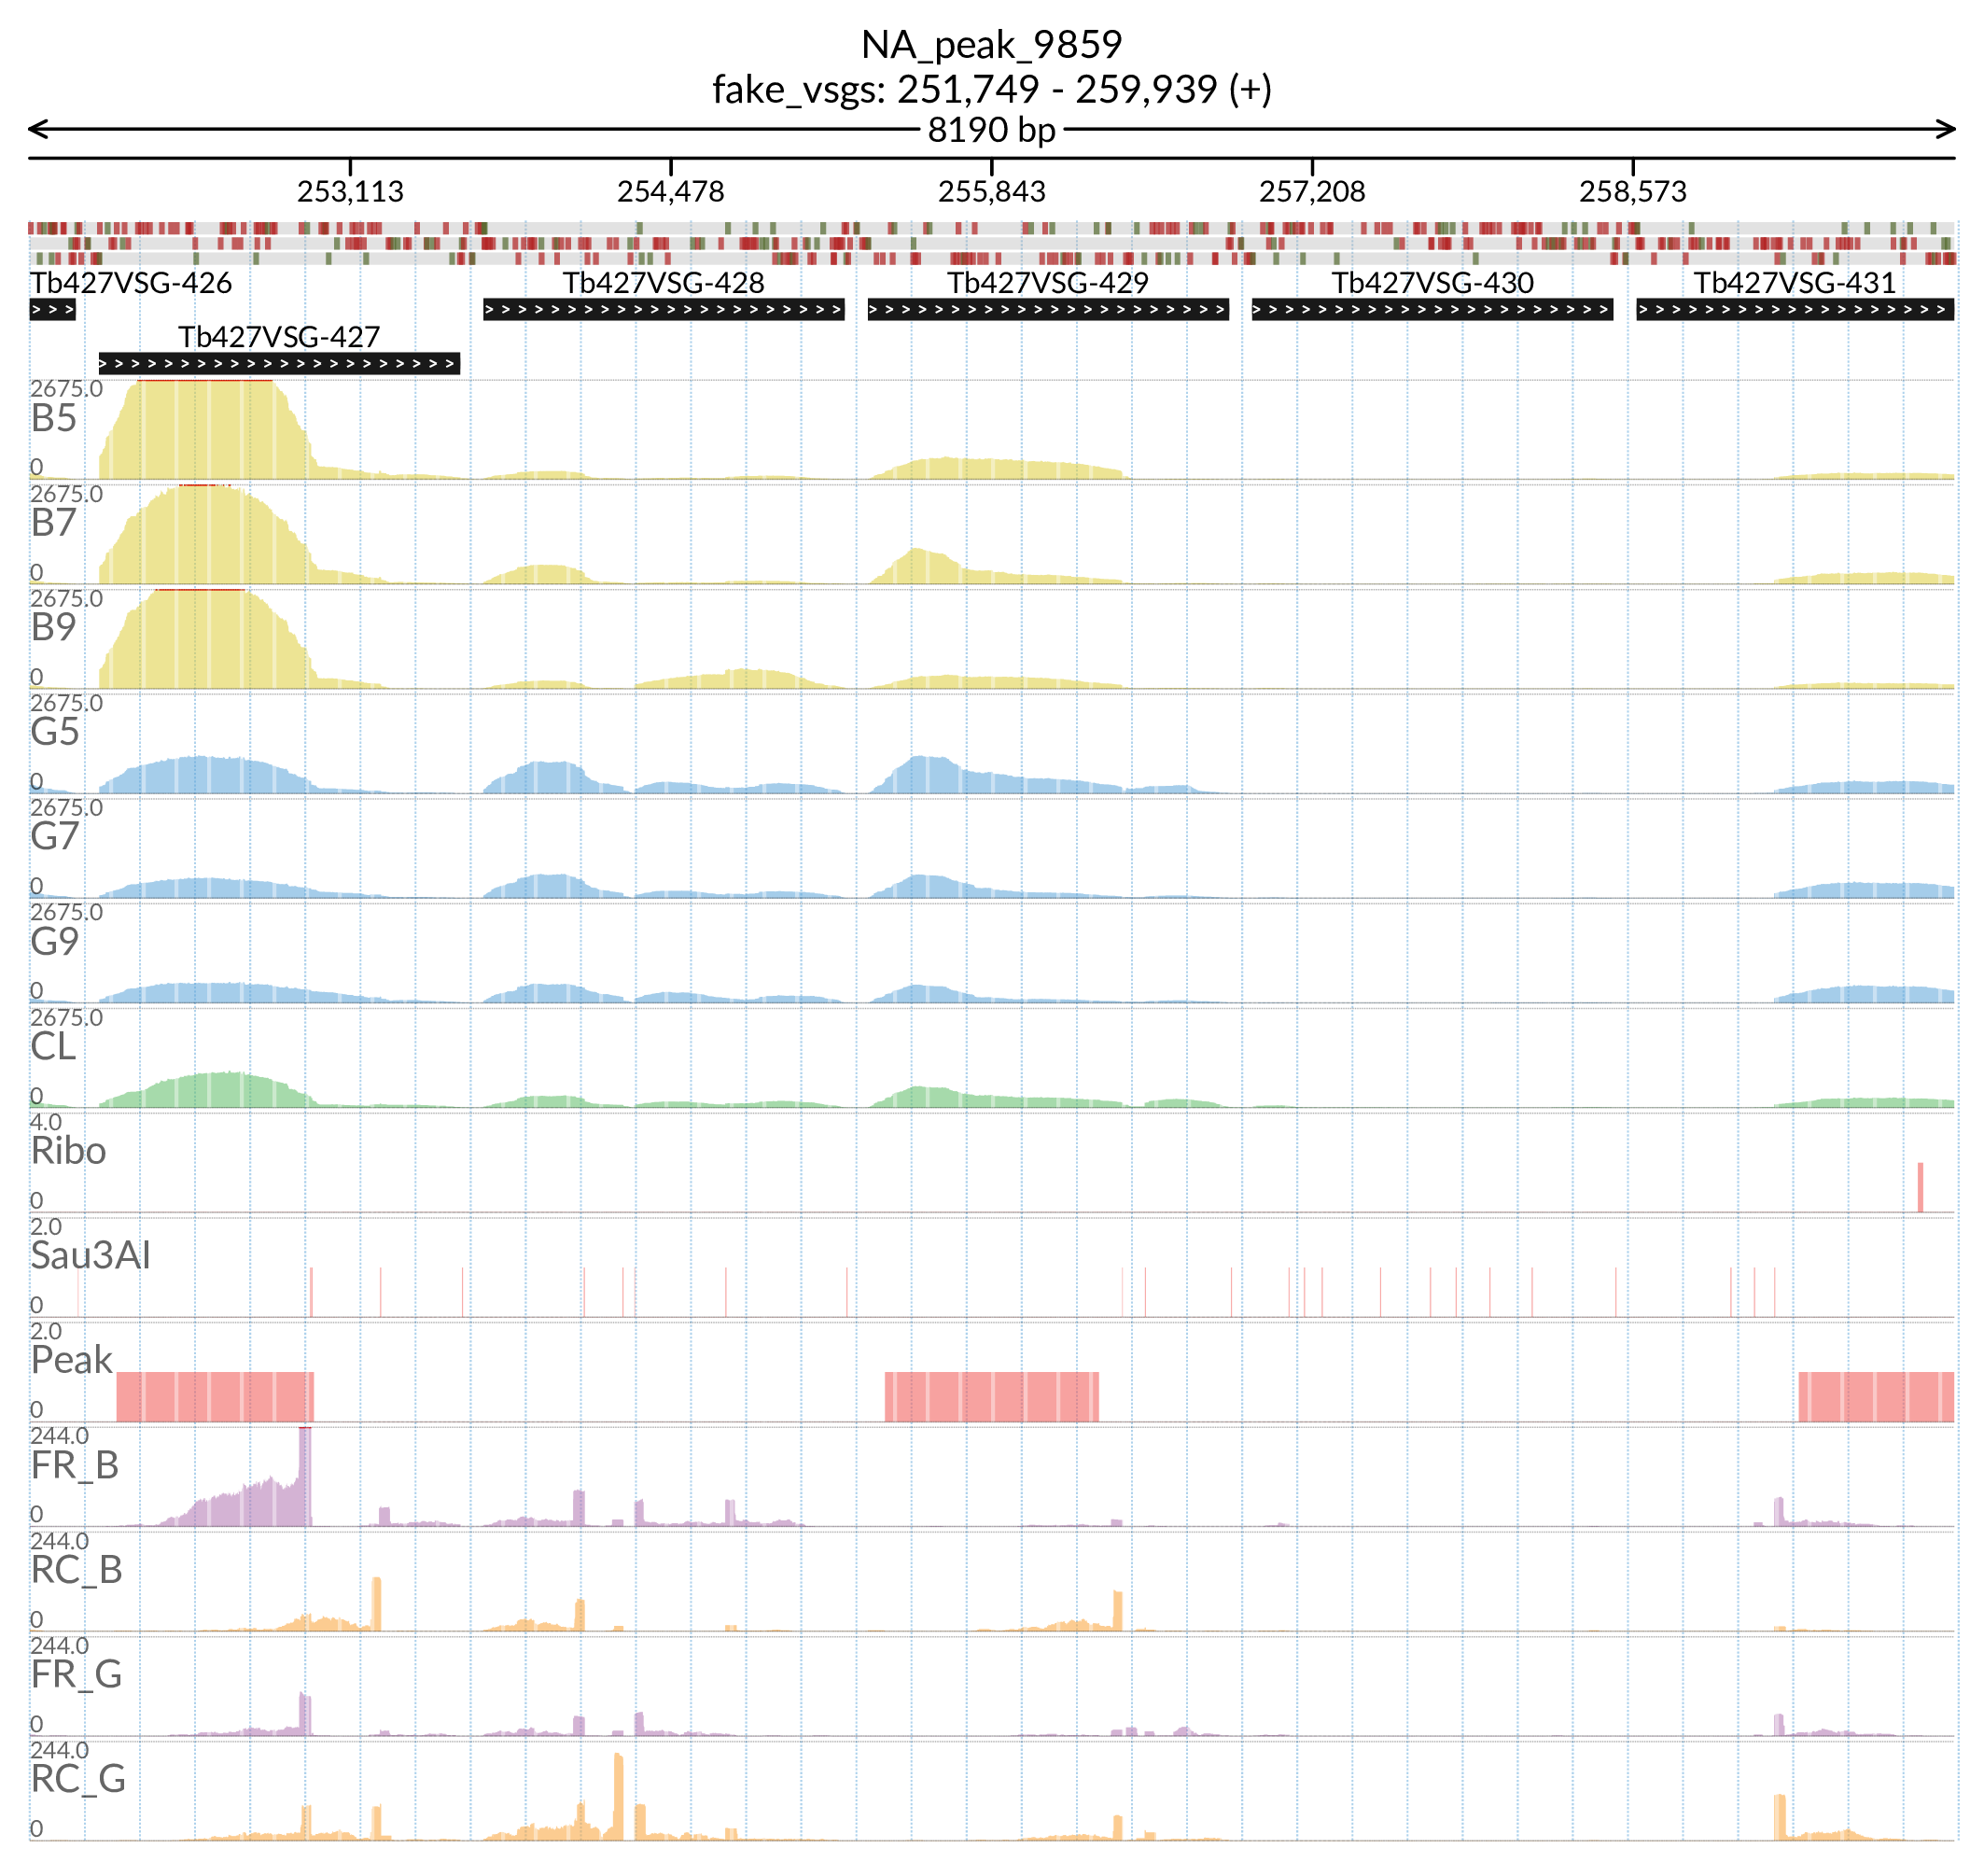 NA_peak_9859
fake_vsgs: 251,749 - 259,939 (+)
8190 bp
253,113 254,478 255,843 257,208 258,573
Tb427VSG-426 Tb427VSG-428 Tb427VSG-429 Tb427VSG-430 Tb427VSG-431
Tb427VSG-427
2675.0
B5
0
2675.0
B7
0
2675.0
B9
0
2675.0
G5
0
2675.0
G7
0
2675.0
G9
0
2675.0
CL
0
4.0
Ribo
0
2.0
Sau3AI
0
2.0
Peak
0
244.0
FR_B
0
244.0
RC_B
0
244.0
FR_G
0
244.0
RC_G
0